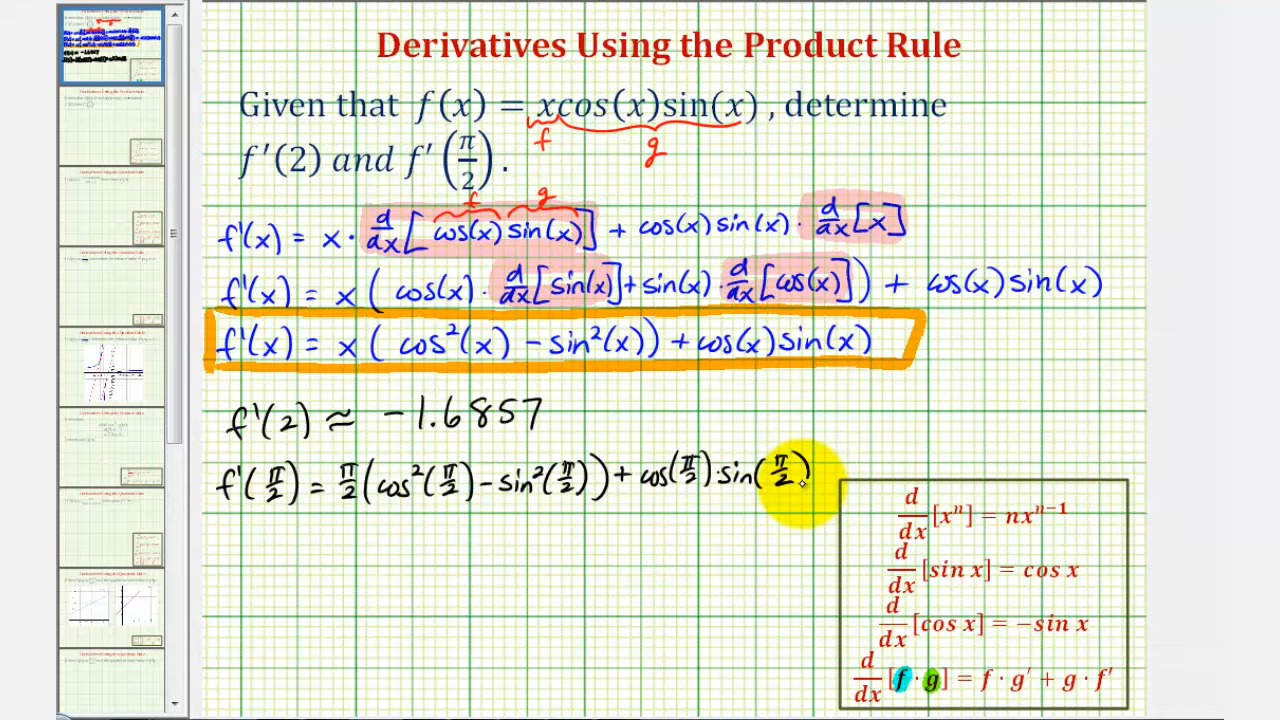 Derivatives Using the Product Rule
Given that f(x) = xcos(x)sin(x) , determine
f g
f′(2) and f′(π/2) .
f g
f'(x) = x · d/dx [cos(x) sin(x)] + cos(x) sin(x) · d/dx [x]
f'(x) = x ( cos(x) · d/dx [sin(x)] + sin(x) · d/dx [cos(x)] ) + cos(x) sin(x)
f'(x) = x ( cos²(x) - sin²(x) ) + cos(x) sin(x)
f'(2) ≈ -1.6857
f'(π/2) = π/2 (cos²(π/2) - sin²(π/2)) + cos(π/2) · sin(π/2)
d/dx [xⁿ] = nxⁿ⁻¹
d/dx [sin x] = cos x
d/dx [cos x] = −sin x
d/dx [f · g] = f · g′ + g · f′